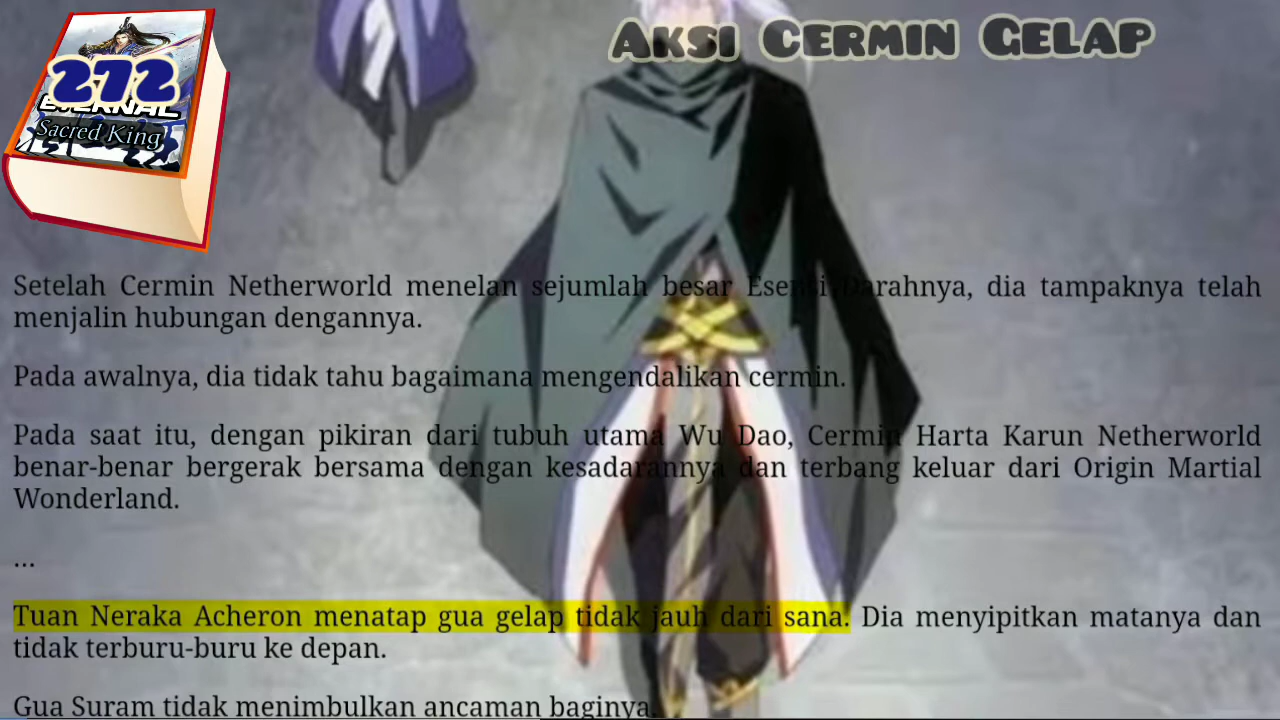 Aksi Cermin Gelap
272
ETERNAL
Sacred King
Setelah Cermin Netherworld menelan sejumlah besar Esensi Darahnya, dia tampaknya telah
menjalin hubungan dengannya.
Pada awalnya, dia tidak tahu bagaimana mengendalikan cermin.
Pada saat itu, dengan pikiran dari tubuh utama Wu Dao, Cermin Harta Karun Netherworld
benar-benar bergerak bersama dengan kesadarannya dan terbang keluar dari Origin Martial
Wonderland.
...
Tuan Neraka Acheron menatap gua gelap tidak jauh dari sana. Dia menyipitkan matanya dan
tidak terburu-buru ke depan.
Gua Suram tidak menimbulkan ancaman baginya.